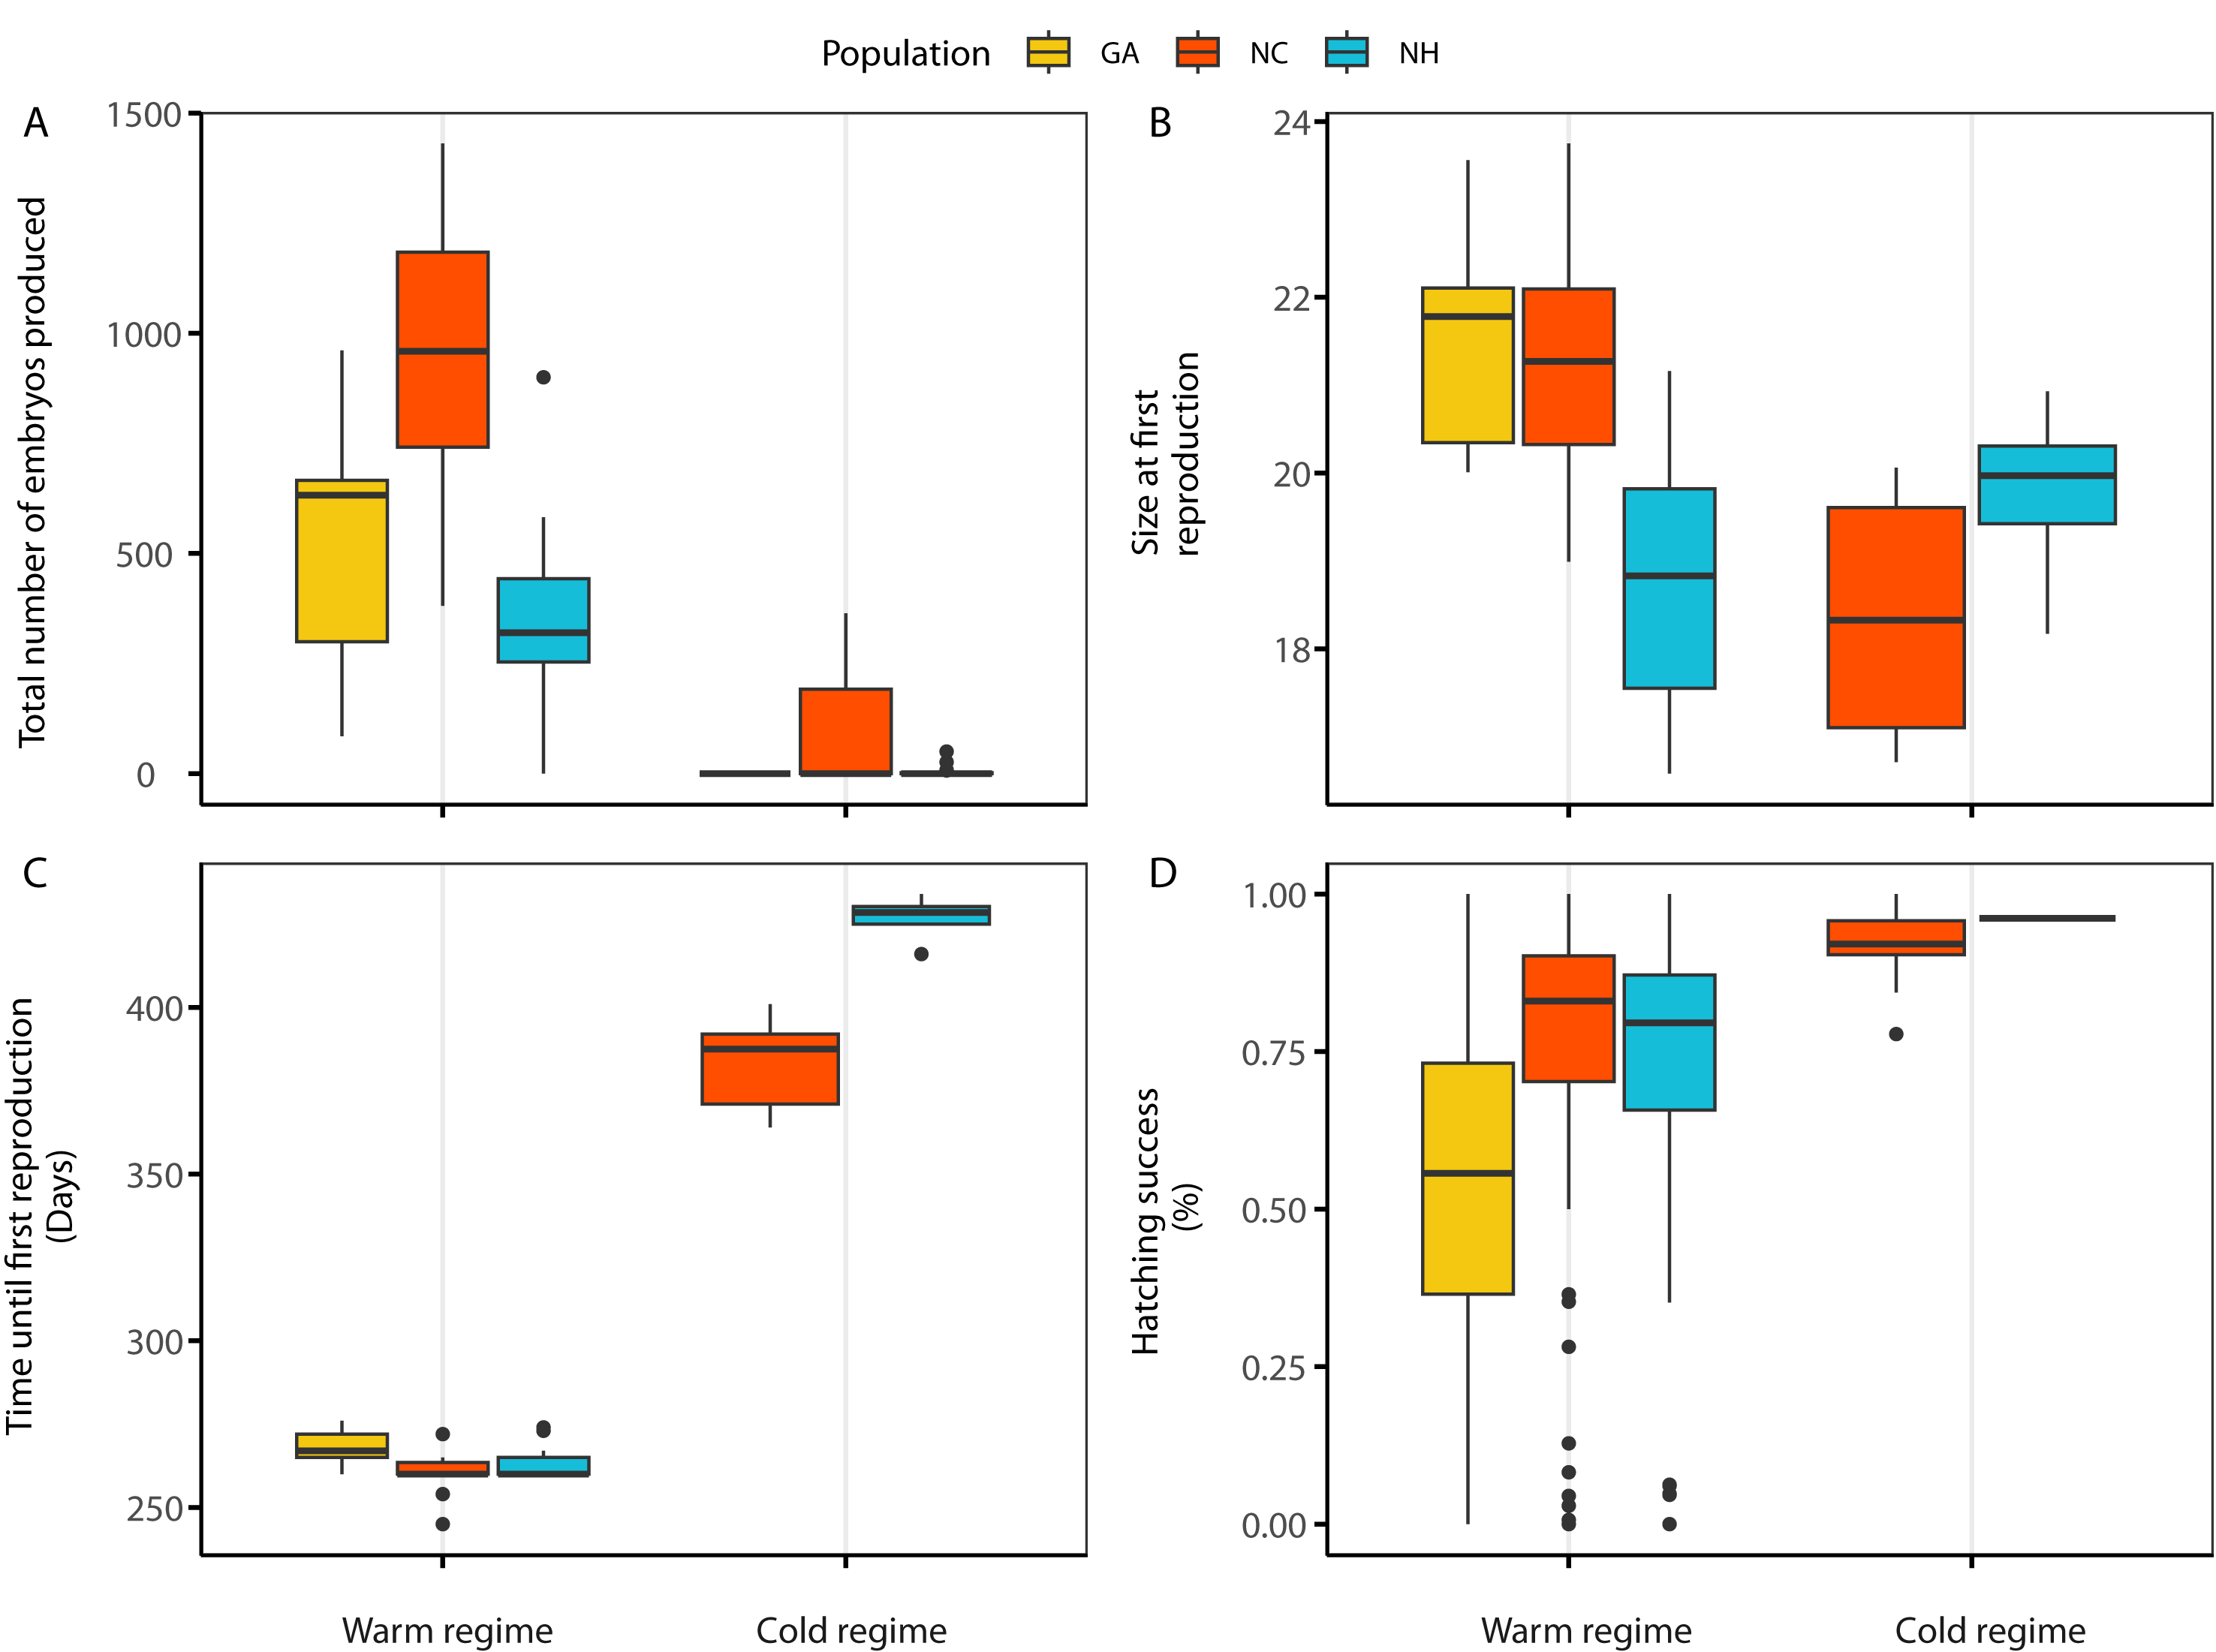 Population GA NC NH
A
1500
1000
500
0
Total number of embryos produced
B
24
22
20
18
Size at first
reproduction
C
400
350
300
250
Time until first reproduction
(Days)
Warm regime Cold regime
D
1.00
0.75
0.50
0.25
0.00
Hatching success
(%)
Warm regime Cold regime